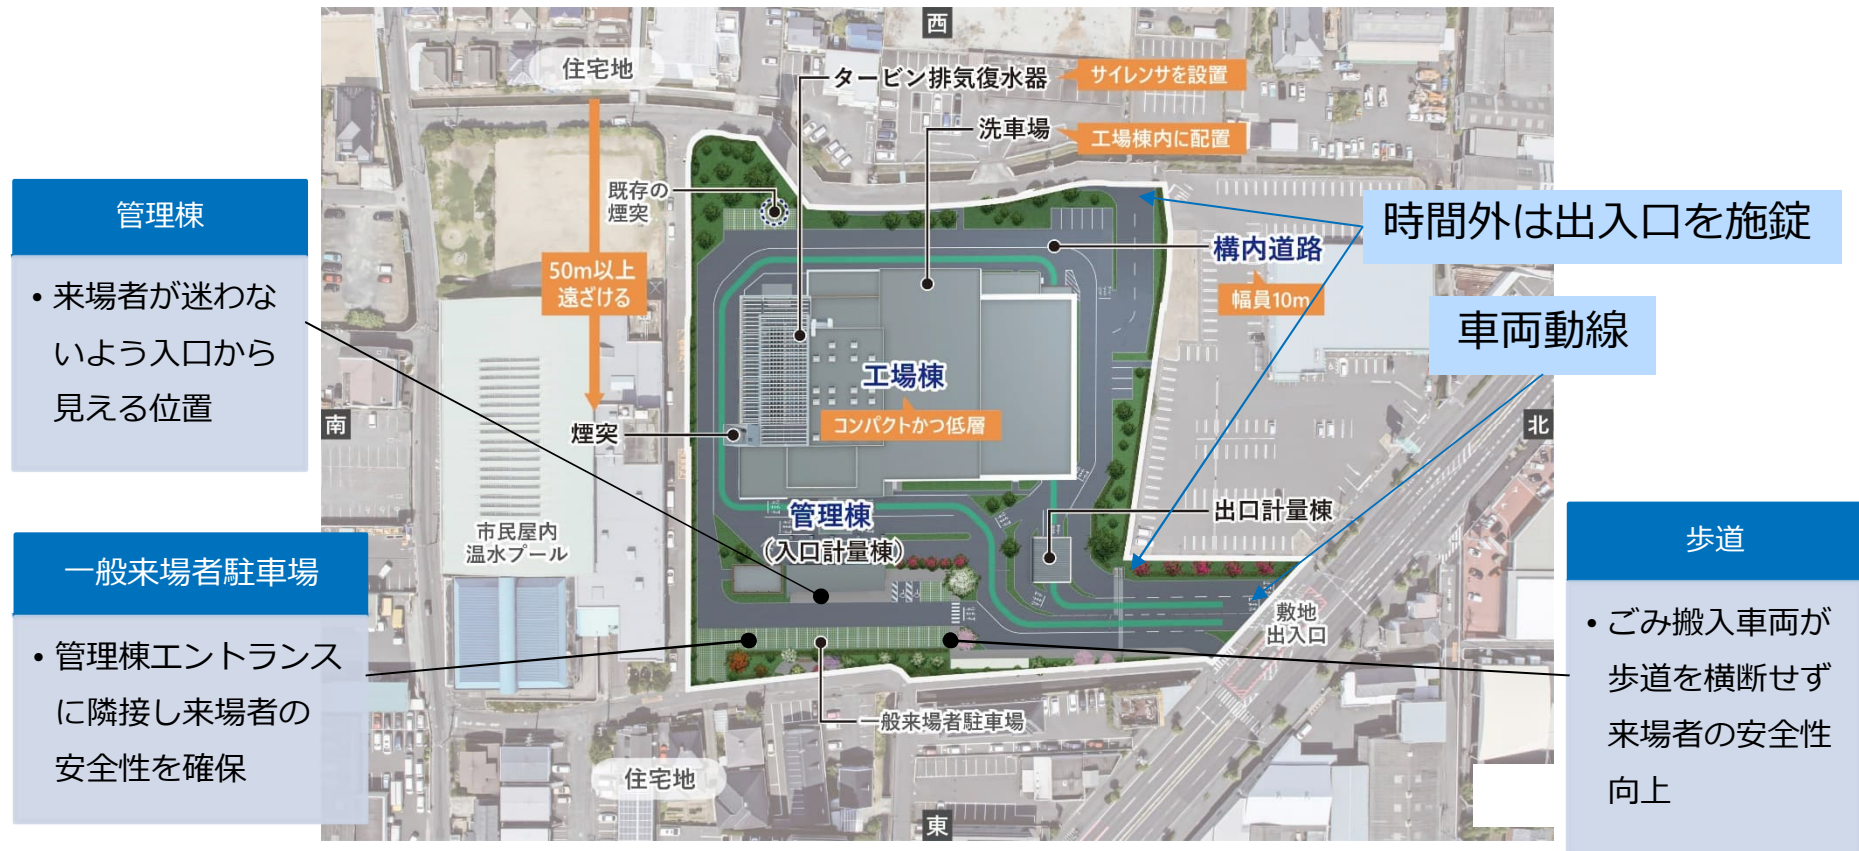 西
住宅地
タービン排気復水器
サイレンサを設置
洗車場
工場棟内に配置
既存の
煙突
管理棟
• 来場者が迷わな
いよう入口から
見える位置
時間外は出入口を施錠
構内道路
幅員10m
50m以上
遠ざける
車両動線
工場棟
コンパクトかつ低層
南
煙突
北
管理棟
(入口計量棟)
出口計量棟
市民屋内
温水プール
一般来場者駐車場
• 管理棟エントランス
に隣接し来場者の
安全性を確保
敷地
出入口
歩道
• ごみ搬入車両が
歩道を横断せず
来場者の安全性
向上
一般来場者駐車場
住宅地
東